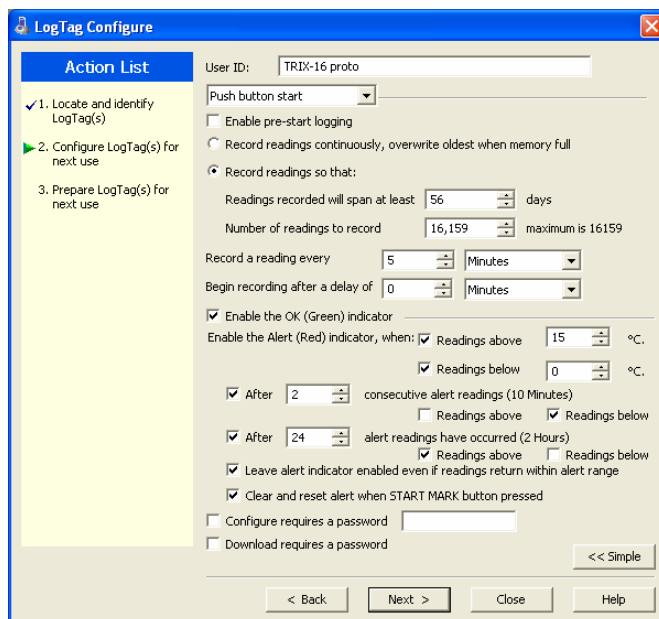 LogTag Configure
Action List
1. Locate and identify
LogTag(s)
2. Configure LogTag(s) for
next use
3. Prepare LogTag(s) for
next use
User ID: TRIX-16 proto
Push button start
Enable pre-start logging
Record readings continuously, overwrite oldest when memory full
Record readings so that:
Readings recorded will span at least 56 days
Number of readings to record 16,159 maximum is 16159
Record a reading every 5 Minutes
Begin recording after a delay of 0 Minutes
Enable the OK (Green) indicator
Enable the Alert (Red) indicator, when: Readings above 15 °C.
Readings below 0 °C.
After 2 consecutive alert readings (10 Minutes)
Readings above Readings below
After 24 alert readings have occurred (2 Hours)
Readings above Readings below
Leave alert indicator enabled even if readings return within alert range
Clear and reset alert when START MARK button pressed
Configure requires a password
Download requires a password
<< Simple
< Back Next > Close Help